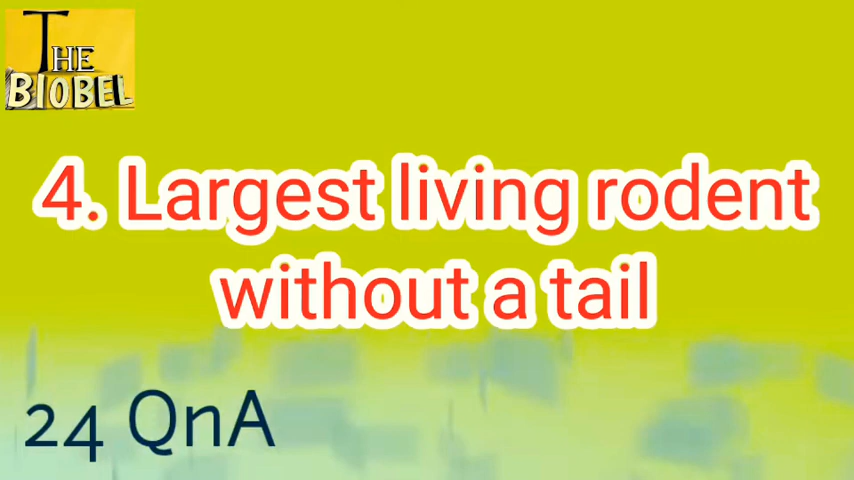 THE
BIOBEL
4. Largest living rodent
without a tail
24 QnA